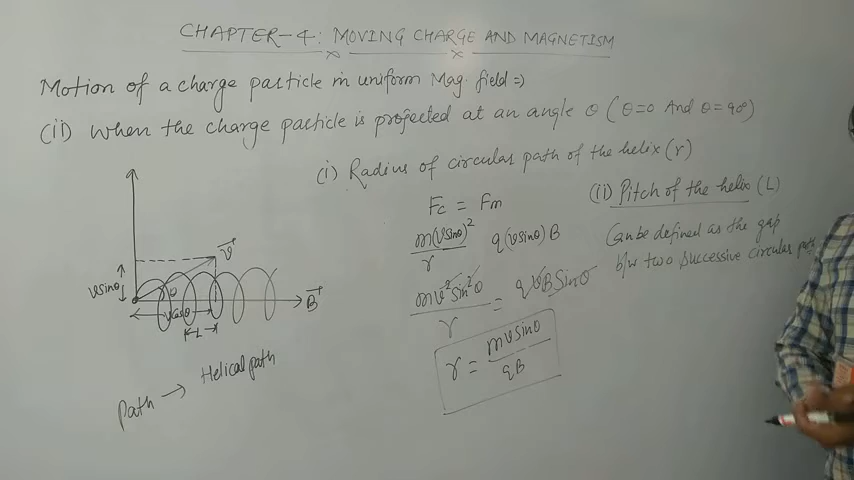 CHAPTER-4: MOVING CHARGE AND MAGNETISM
Motion of a charge particle in uniform Mag. field ⇒
(ii) When the charge particle is projected at an angle θ (θ=0 And θ=90°)
(i) Radius of circular path of the helix (r)
Fc = Fm
m(vsinθ)²/r q(vsinθ)B
mv²sin²θ/r = qvBsinθ
r = mvsinθ/qB
(ii) Pitch of the helix (L)
Can be defined as the gap
b/w two successive circular path
v⃗
vsinθ
θ
vcosθ
B⃗
L
Path → Helical path